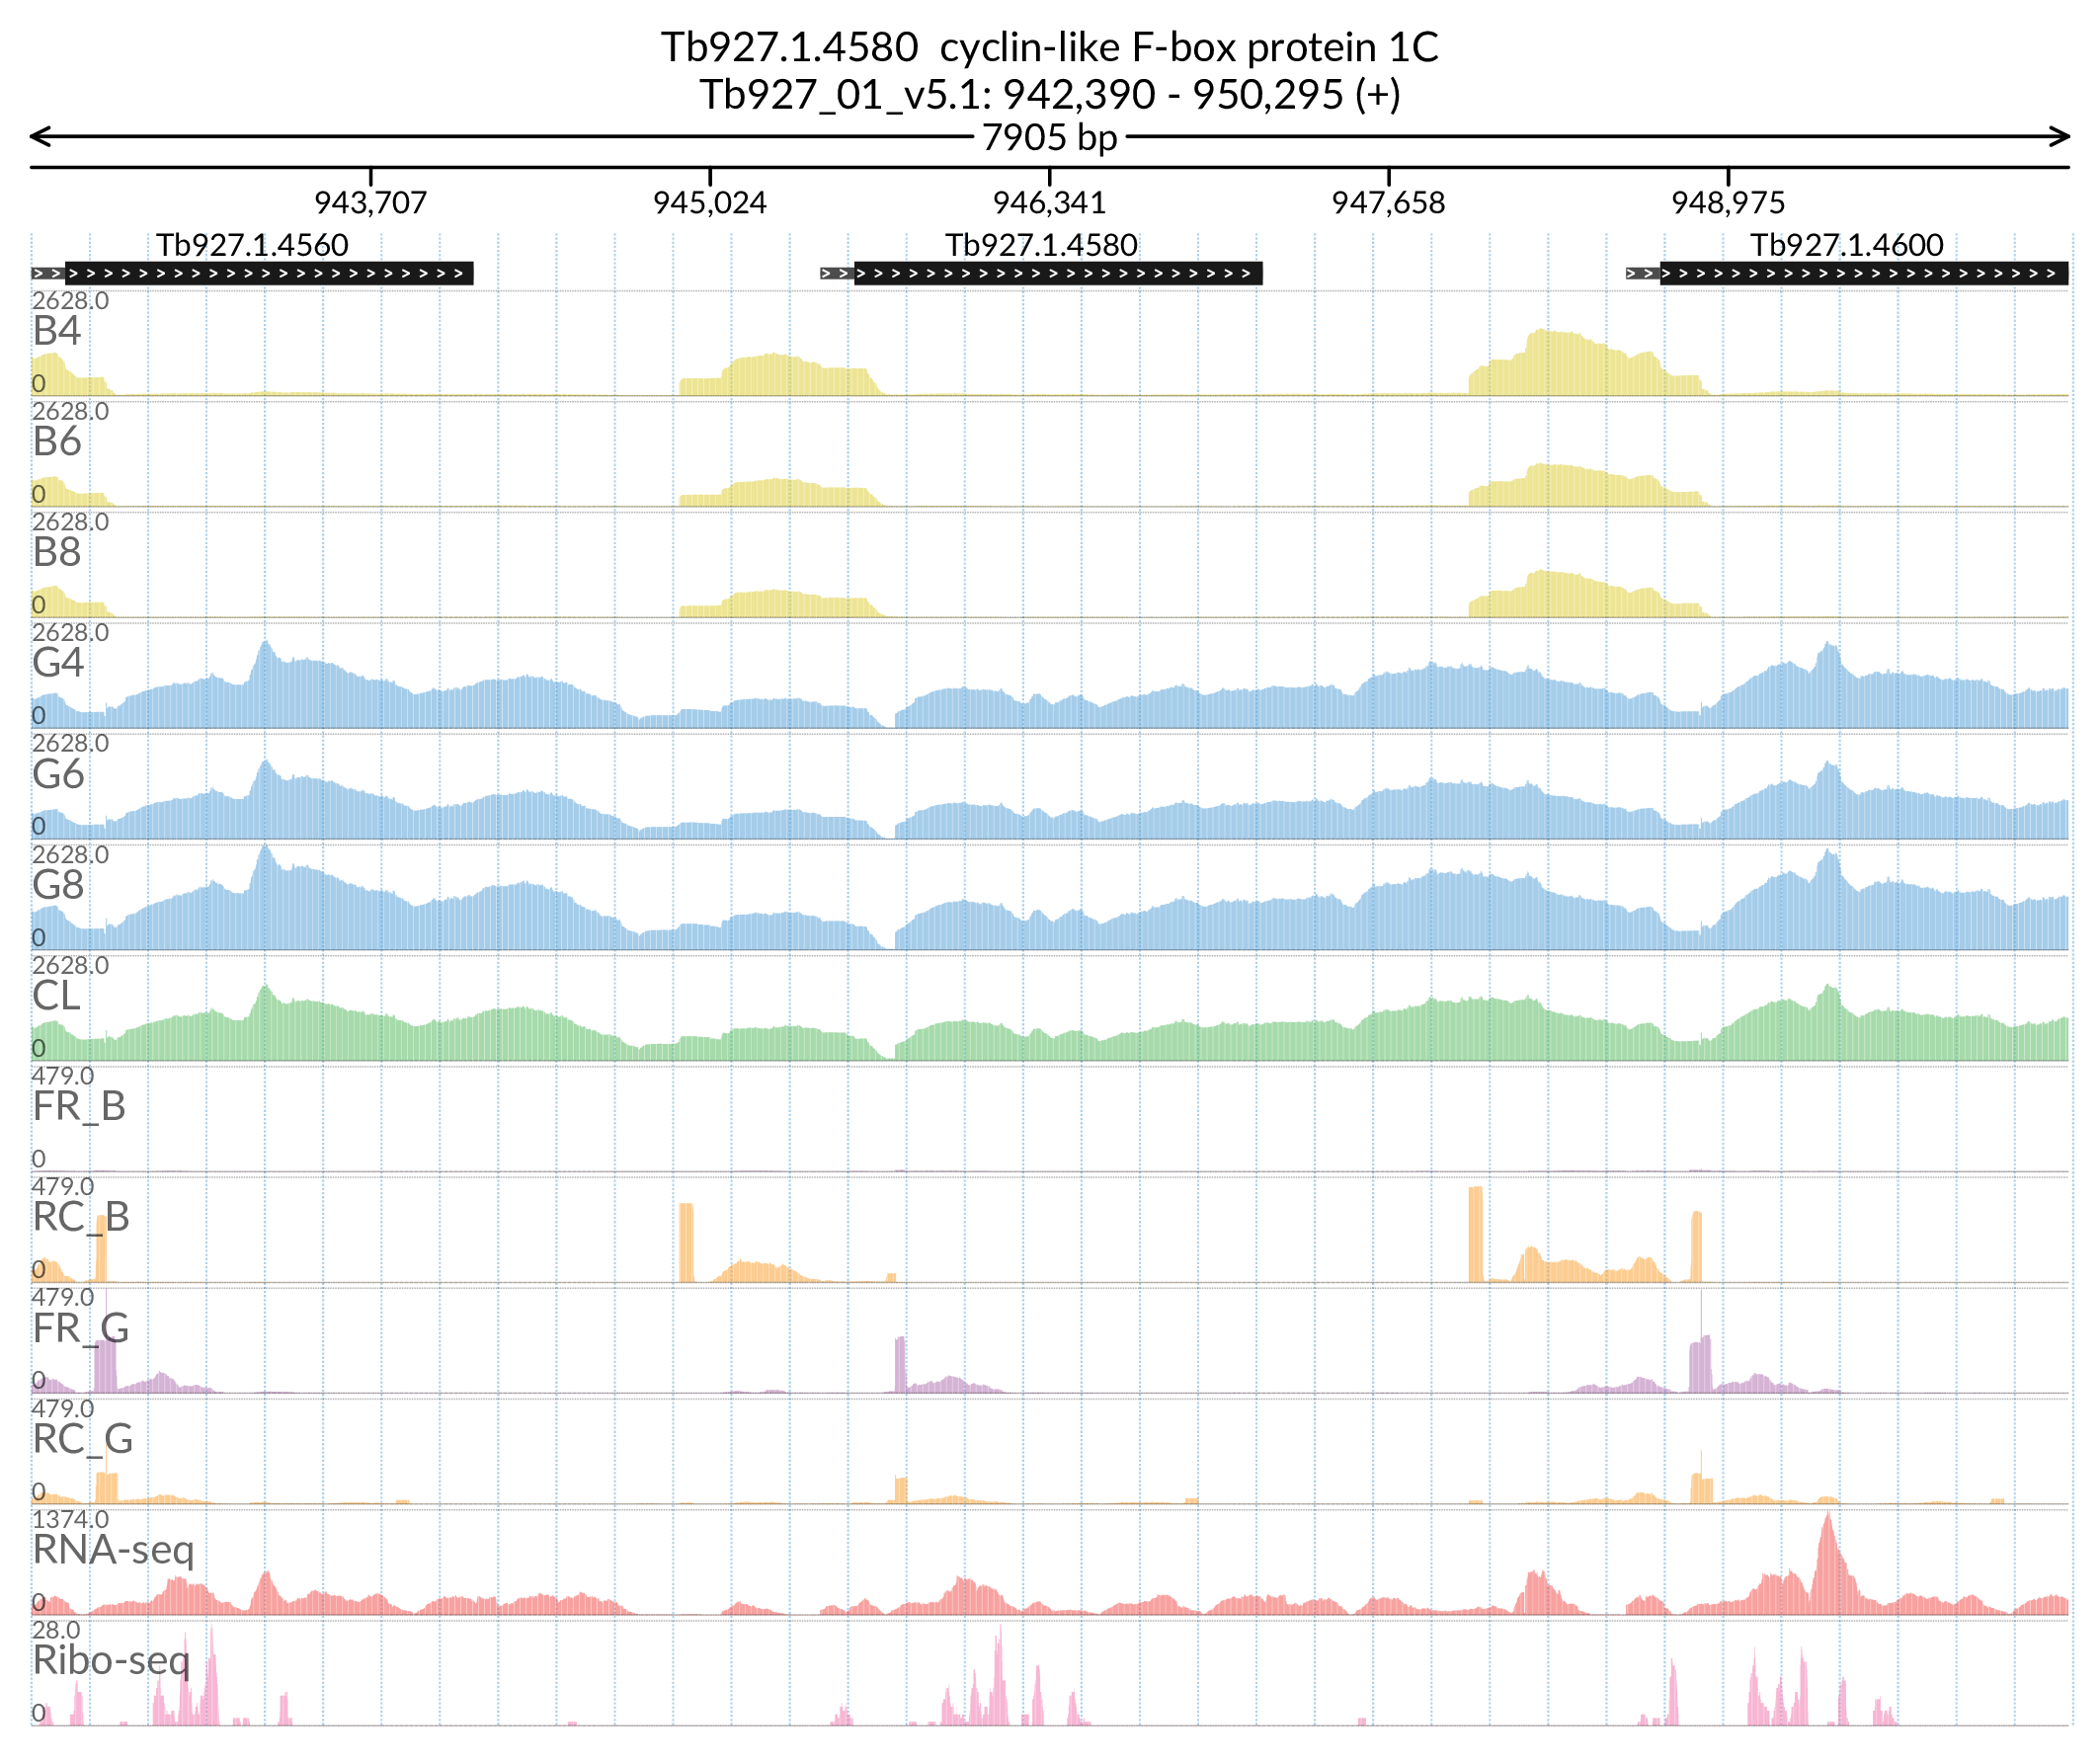 Tb927.1.4580 cyclin-like F-box protein 1C
Tb927_01_v5.1: 942,390 - 950,295 (+)
7905 bp
943,707 945,024 946,341 947,658 948,975
Tb927.1.4560 Tb927.1.4580 Tb927.1.4600
2628.0
B4
0
2628.0
B6
0
2628.0
B8
0
2628.0
G4
0
2628.0
G6
0
2628.0
G8
0
2628.0
CL
0
479.0
FR_B
0
479.0
RC_B
0
479.0
FR_G
0
479.0
RC_G
0
1374.0
RNA-seq
0
28.0
Ribo-seq
0